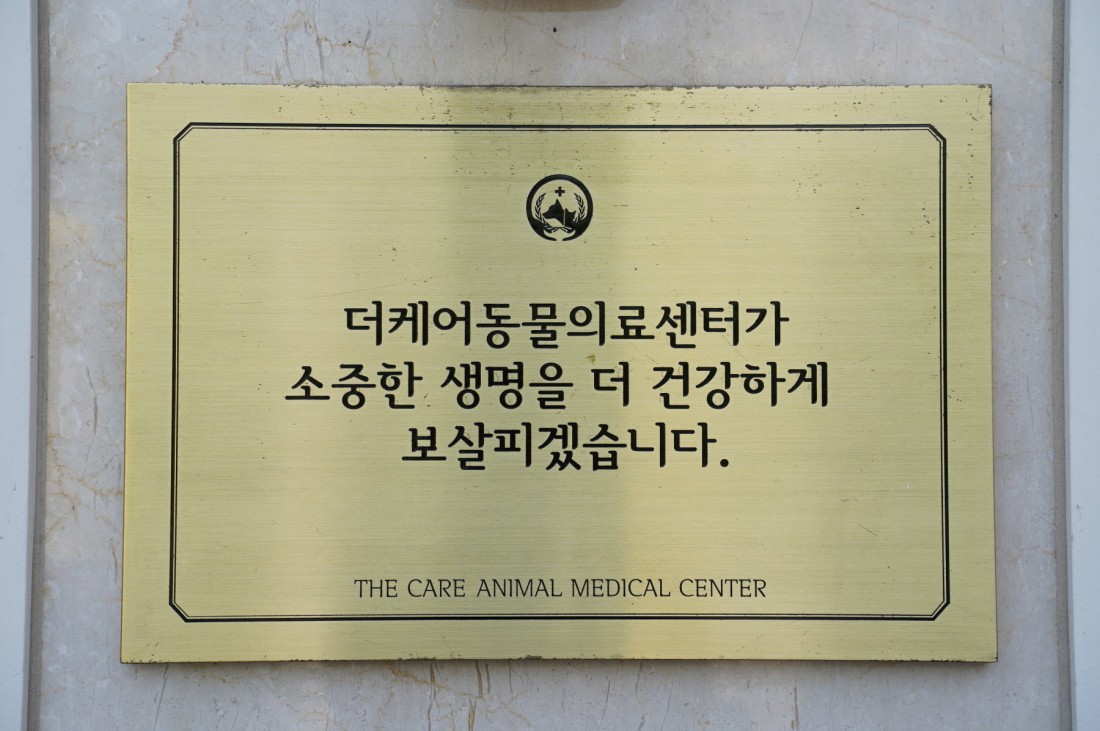 더케어동물의료센터가
소중한 생명을 더 건강하게
보살피겠습니다.
THE CARE ANIMAL MEDICAL CENTER